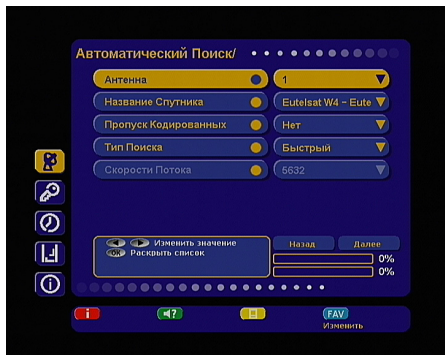 Автоматический Поиск/
Антенна 1
Название Спутника Eutelsat W4 – Eute
Пропуск Кодированных Нет
Тип Поиска Быстрый
Скорости Потока 5632
Изменить значение
OK Раскрыть список
Назад Далее
0%
0%
i ?
FAV
Изменить